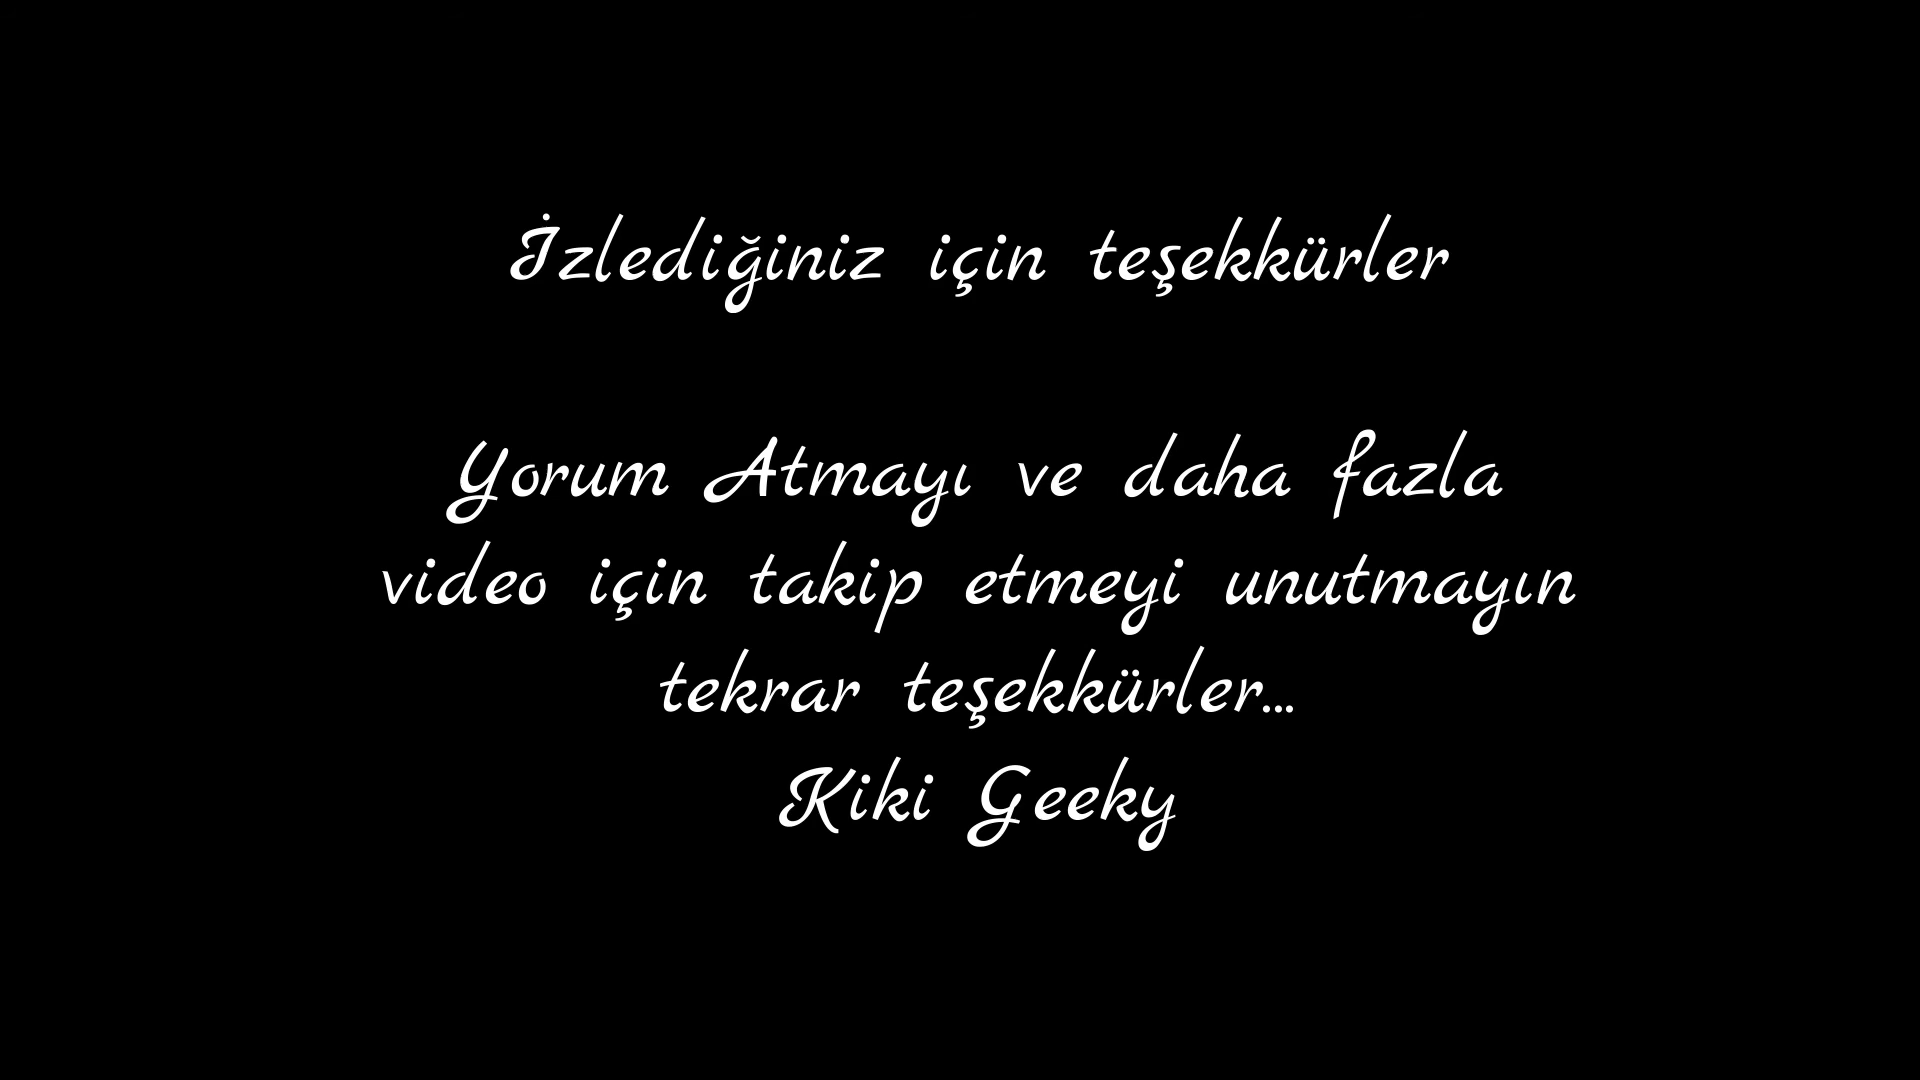 İzlediğiniz için teşekkürler
Yorum Atmayı ve daha fazla
video için takip etmeyi unutmayın
tekrar teşekkürler...
Kiki Geeky